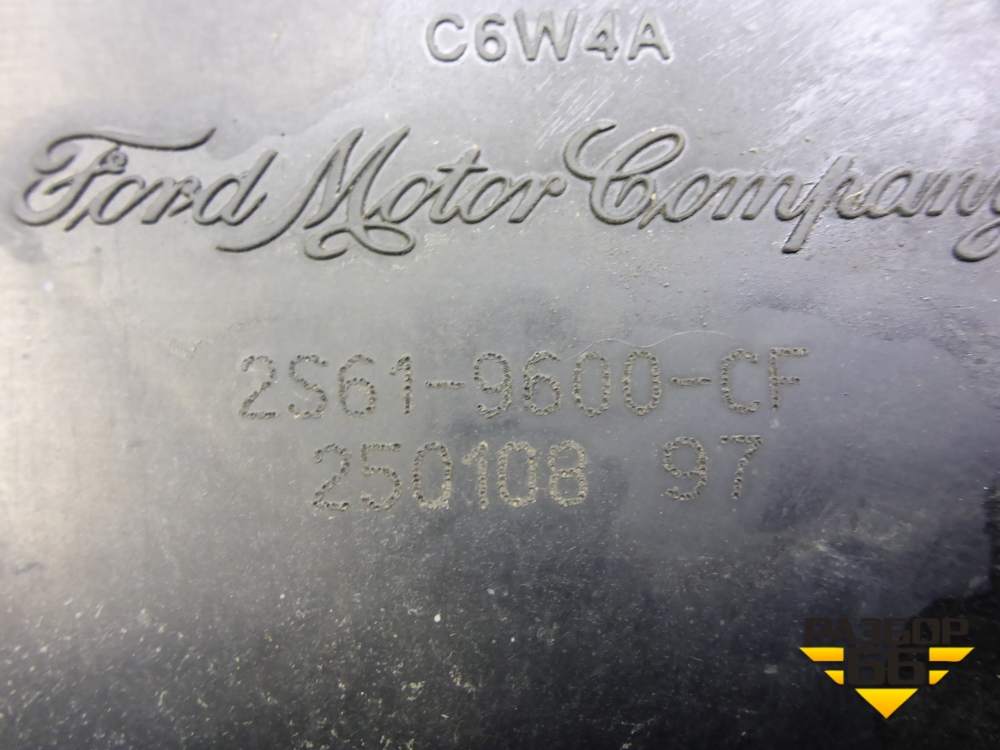 C6W4A
Ford Motor Company
2S61-9600-CF
250108 97
РАЗБОР
66